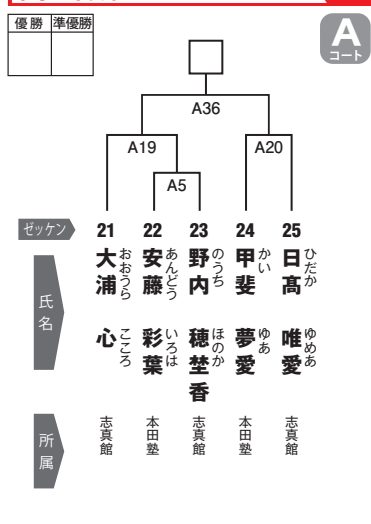 優勝 準優勝
A
コート
A36
A19 A20
A5
ゼッケン 21 22 23 24 25
氏名
大浦 心 おおうら こころ
安藤 彩葉 あんどう いろは
野内 穂埜香 のうち ほのか
甲斐 夢愛 かい ゆあ
日髙 唯愛 ひだか ゆめあ
所属
志真館
本田塾
志真館
本田塾
志真館